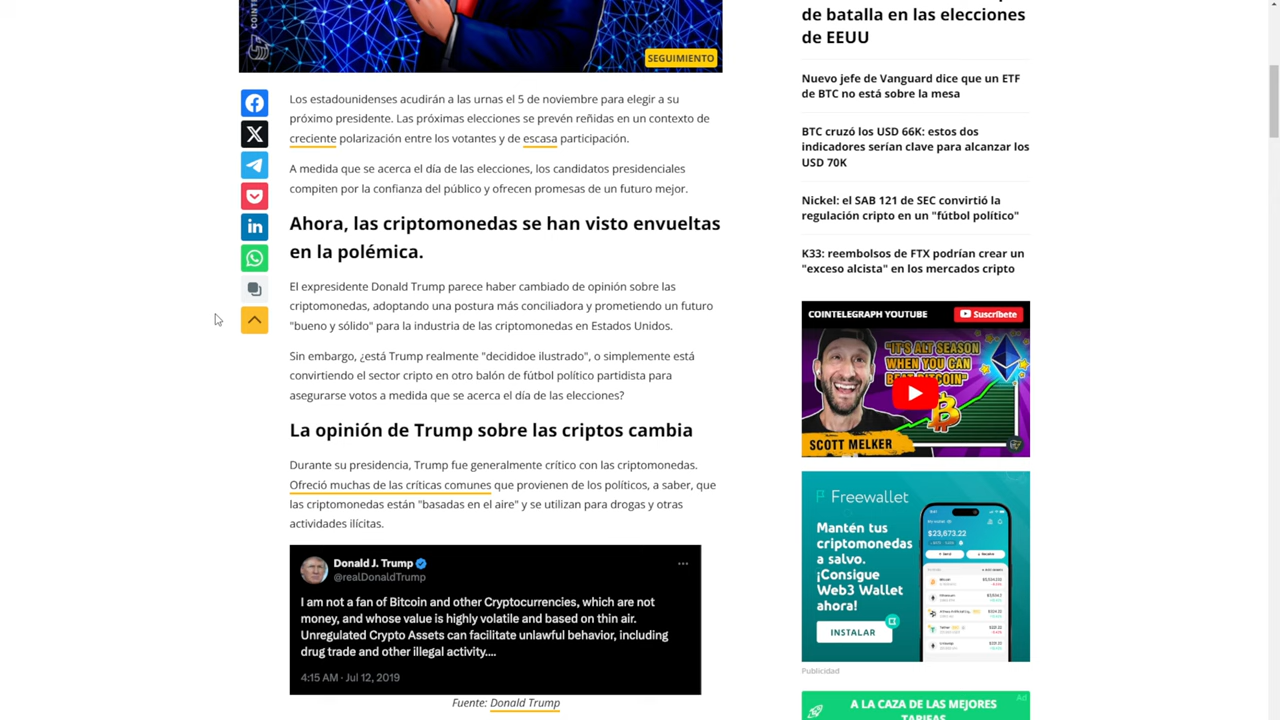 COINTE
SEGUIMIENTO
Los estadounidenses acudirán a las urnas el 5 de noviembre para elegir a su
próximo presidente. Las próximas elecciones se prevén reñidas en un contexto de
creciente polarización entre los votantes y de escasa participación.
A medida que se acerca el día de las elecciones, los candidatos presidenciales
compiten por la confianza del público y ofrecen promesas de un futuro mejor.
Ahora, las criptomonedas se han visto envueltas
en la polémica.
El expresidente Donald Trump parece haber cambiado de opinión sobre las
criptomonedas, adoptando una postura más conciliadora y prometiendo un futuro
"bueno y sólido" para la industria de las criptomonedas en Estados Unidos.
Sin embargo, ¿está Trump realmente "decididoe ilustrado", o simplemente está
convirtiendo el sector cripto en otro balón de fútbol político partidista para
asegurarse votos a medida que se acerca el día de las elecciones?
La opinión de Trump sobre las criptos cambia
Durante su presidencia, Trump fue generalmente crítico con las criptomonedas.
Ofreció muchas de las críticas comunes que provienen de los políticos, a saber, que
las criptomonedas están "basadas en el aire" y se utilizan para drogas y otras
actividades ilícitas.
Donald J. Trump
@realDonaldTrump
I am not a fan of Bitcoin and other Cryptocurrencies, which are not
money, and whose value is highly volatile and based on thin air.
Unregulated Crypto Assets can facilitate unlawful behavior, including
drug trade and other illegal activity....
4:15 AM · Jul 12, 2019
Fuente: Donald Trump
de batalla en las elecciones
de EEUU
Nuevo jefe de Vanguard dice que un ETF
de BTC no está sobre la mesa
BTC cruzó los USD 66K: estos dos
indicadores serían clave para alcanzar los
USD 70K
Nickel: el SAB 121 de SEC convirtió la
regulación cripto en un "fútbol político"
K33: reembolsos de FTX podrían crear un
"exceso alcista" en los mercados cripto
COINTELEGRAPH YOUTUBE
Suscríbete
"IT'S ALT SEASON
WHEN YOU CAN
BEAT BITCOIN"
SCOTT MELKER
Freewallet
Mantén tus
criptomonedas
a salvo.
¡Consigue
Web3 Wallet
ahora!
INSTALAR
$23,673.22
Publicidad
Ad
A LA CAZA DE LAS MEJORES
TARIFAS